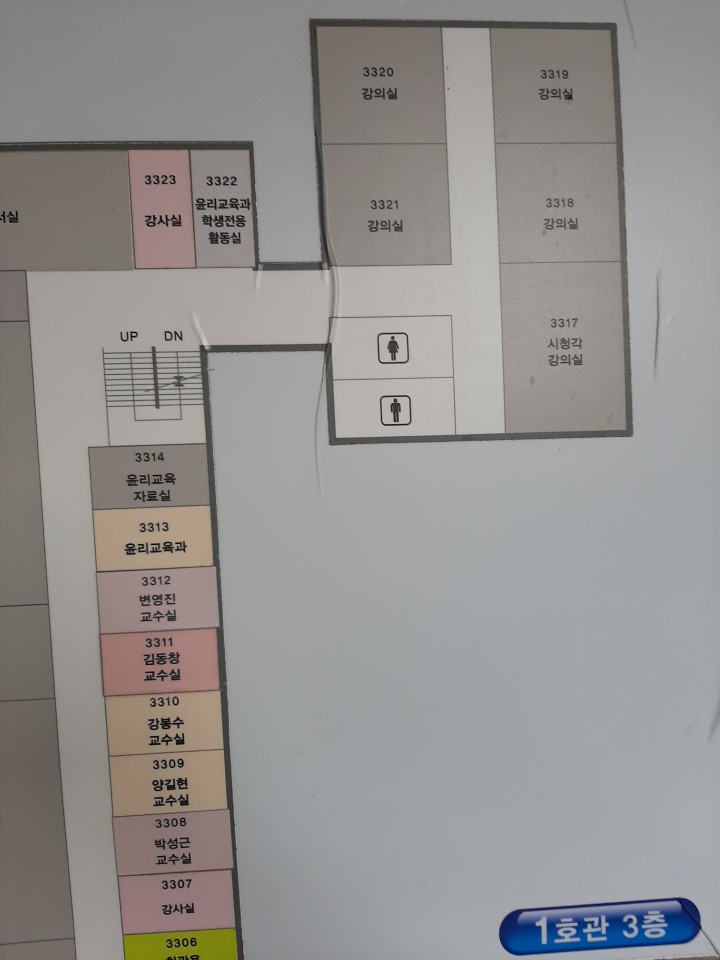 3320
강의실
3319
강의실
3321
강의실
3318
강의실
3317
시청각
강의실
3323
강사실
3322
윤리교육과
학생전용
활동실
UP DN
3314
윤리교육
자료실
3313
윤리교육과
3312
변영진
교수실
3311
김동창
교수실
3310
강봉수
교수실
3309
양길현
교수실
3308
박성근
교수실
3307
강사실
3306
1호관 3층